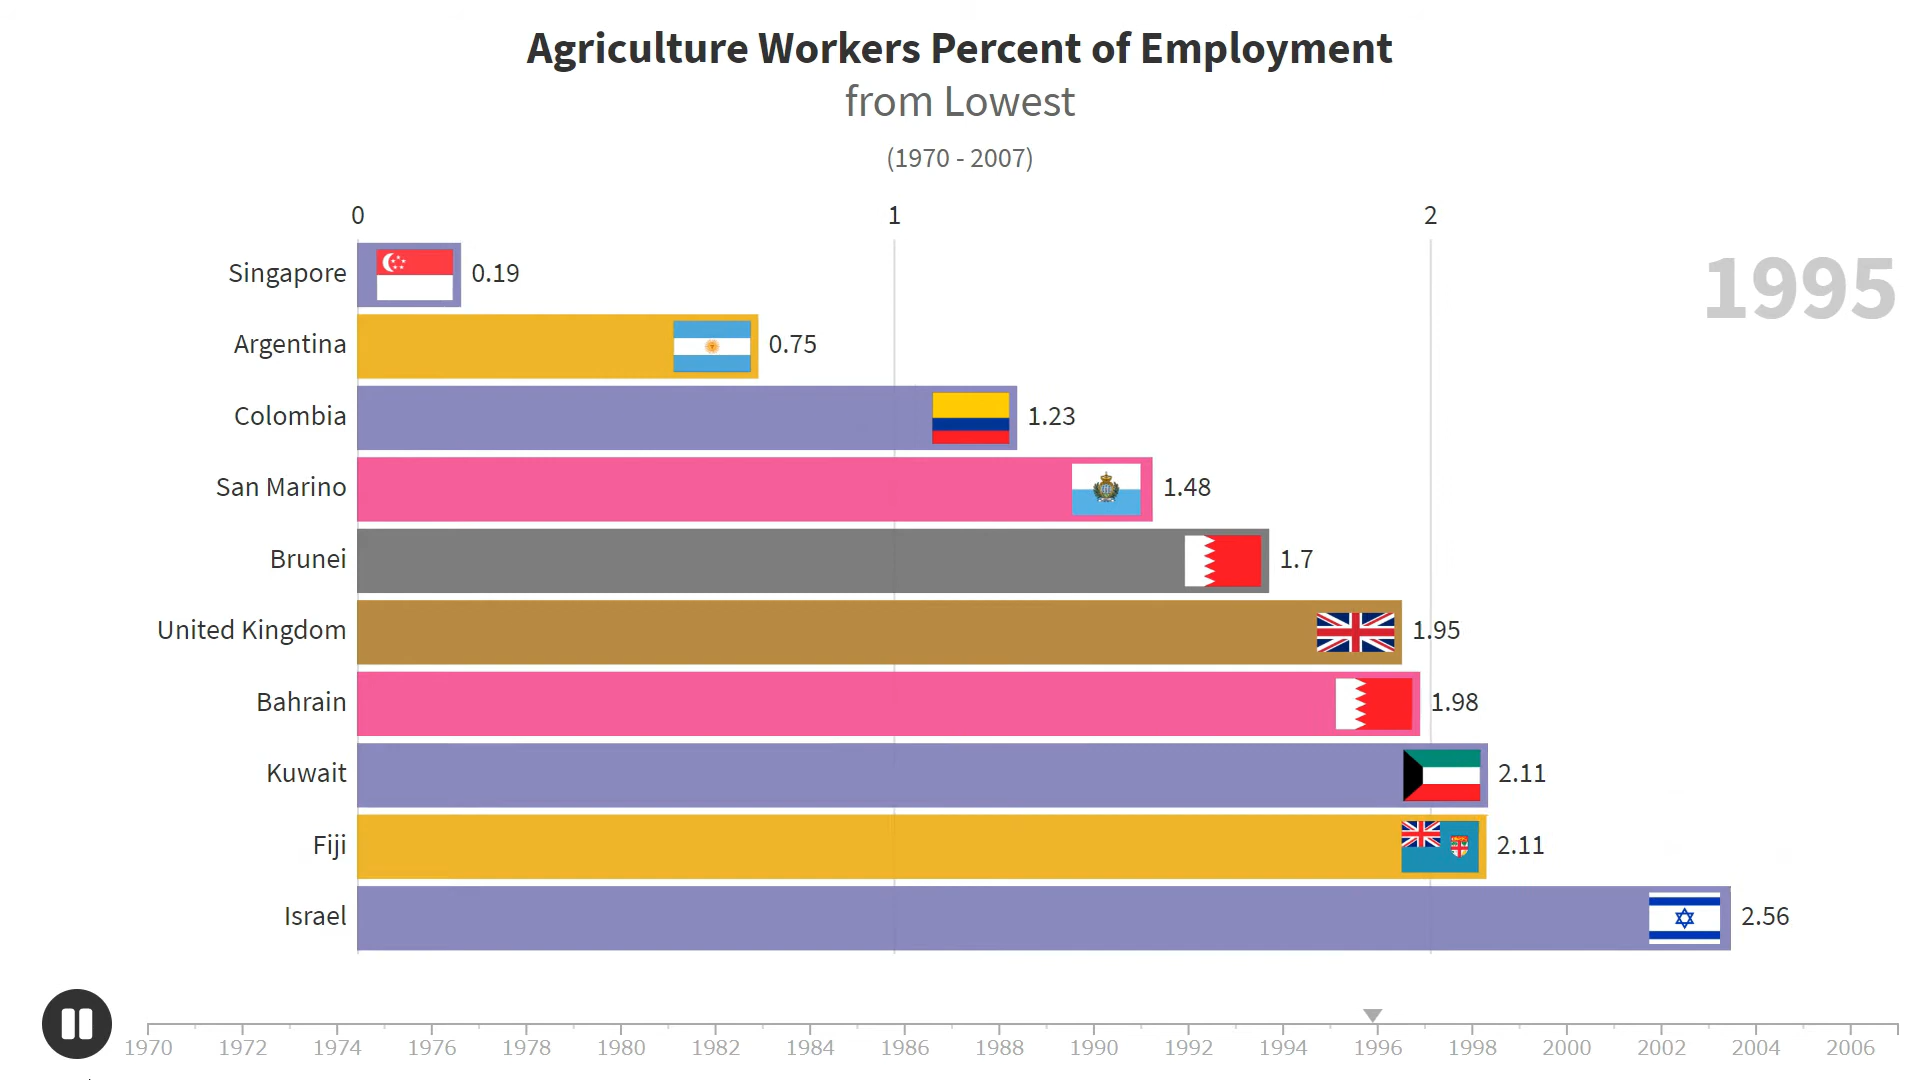 Agriculture Workers Percent of Employment
from Lowest
(1970 - 2007)
0 1 2
1995
Singapore 0.19
Argentina 0.75
Colombia 1.23
San Marino 1.48
Brunei 1.7
United Kingdom 1.95
Bahrain 1.98
Kuwait 2.11
Fiji 2.11
Israel 2.56
1970 1972 1974 1976 1978 1980 1982 1984 1986 1988 1990 1992 1994 1996 1998 2000 2002 2004 2006